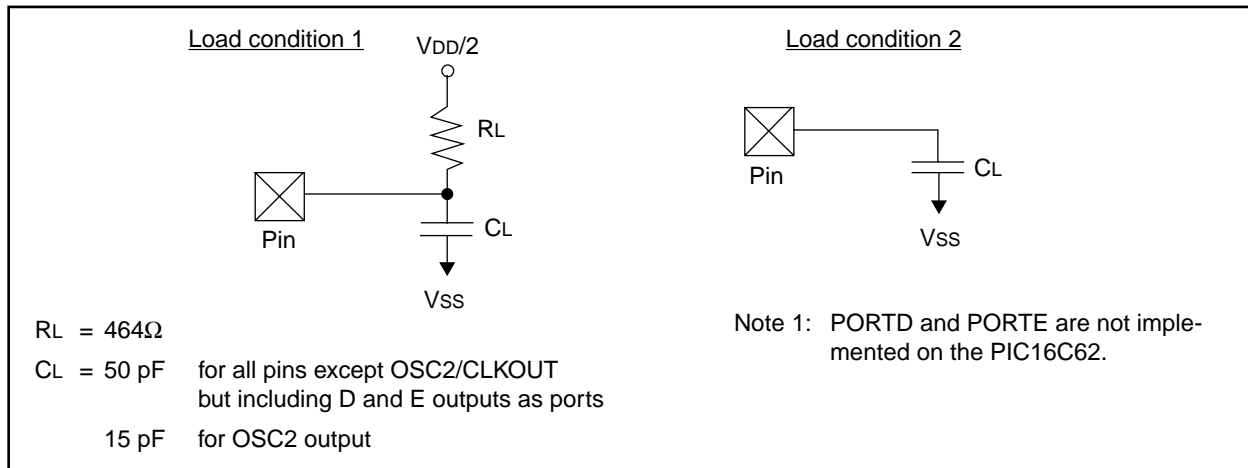 Load condition 1
VDD/2
RL
CL
Pin
VSS
RL = 464Ω
CL = 50 pF for all pins except OSC2/CLKOUT
but including D and E outputs as ports
15 pF for OSC2 output
Load condition 2
Pin
CL
VSS
Note 1: PORTD and PORTE are not imple-
mented on the PIC16C62.